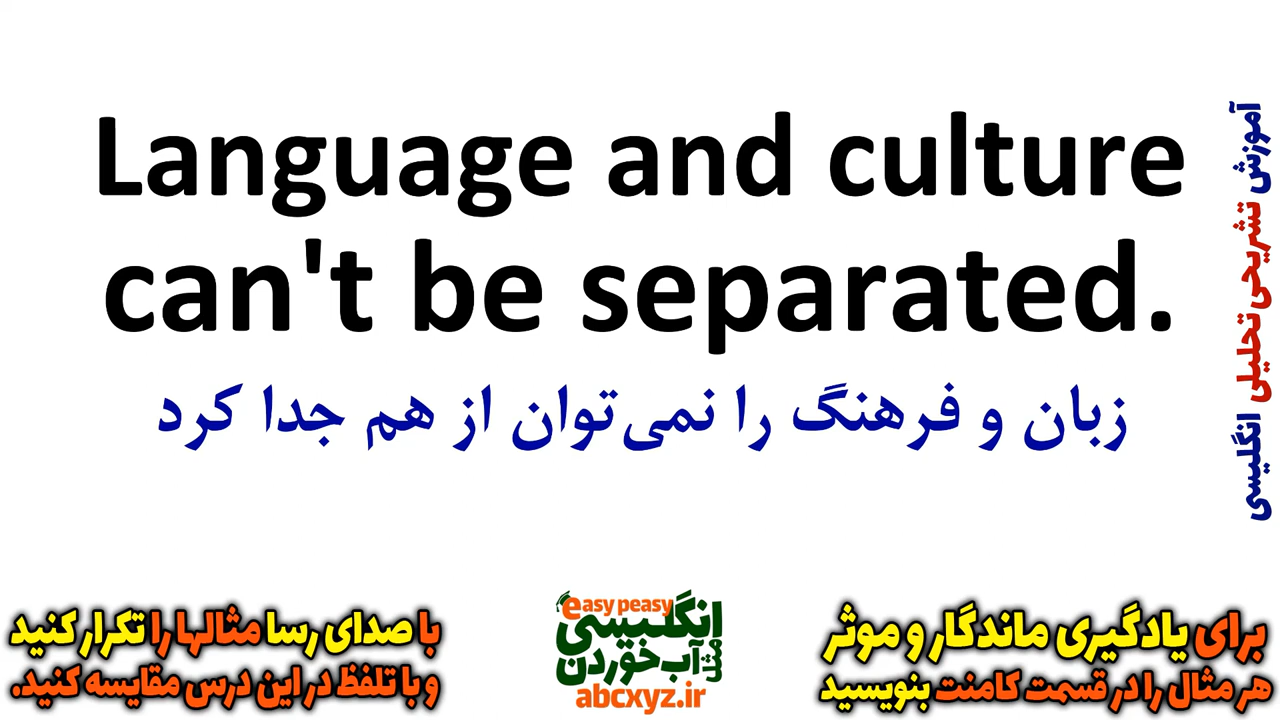 Language and culture
can't be separated.
زبان و فرهنگ را نمی‌توان از هم جدا کرد
آموزش تشریحی تحلیلی انگلیسی
برای یادگیری ماندگار و موثر
هر مثال را در قسمت کامنت بنویسید
easy peasy
انگلیسی
مثل آب خوردن
abcxyz.ir
با صدای رسا مثالها را تکرار کنید
و با تلفظ در این درس مقایسه کنید.